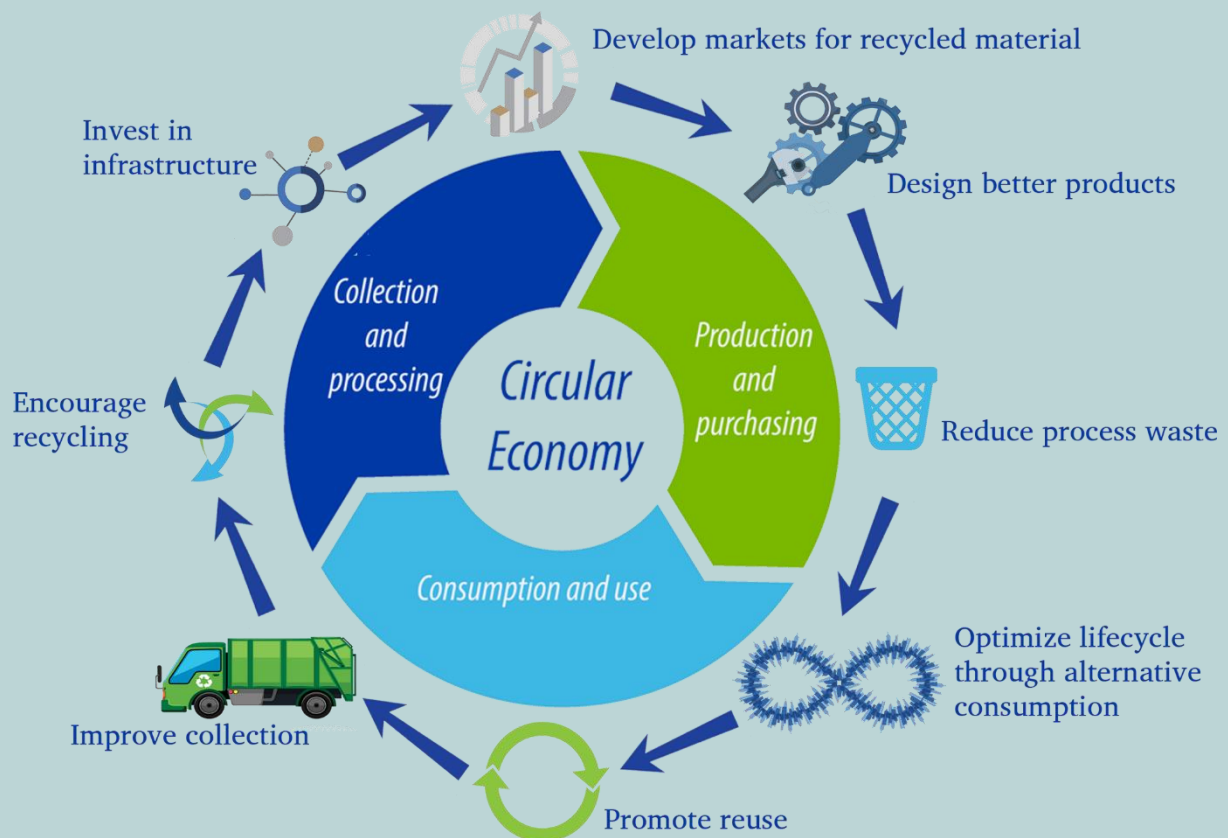 Develop markets for recycled material
Invest in
infrastructure
Design better products
Collection
and
processing
Production
and
purchasing
Circular
Economy
Encourage
recycling
Reduce process waste
Consumption and use
Optimize lifecycle
through alternative
consumption
Improve collection
Promote reuse